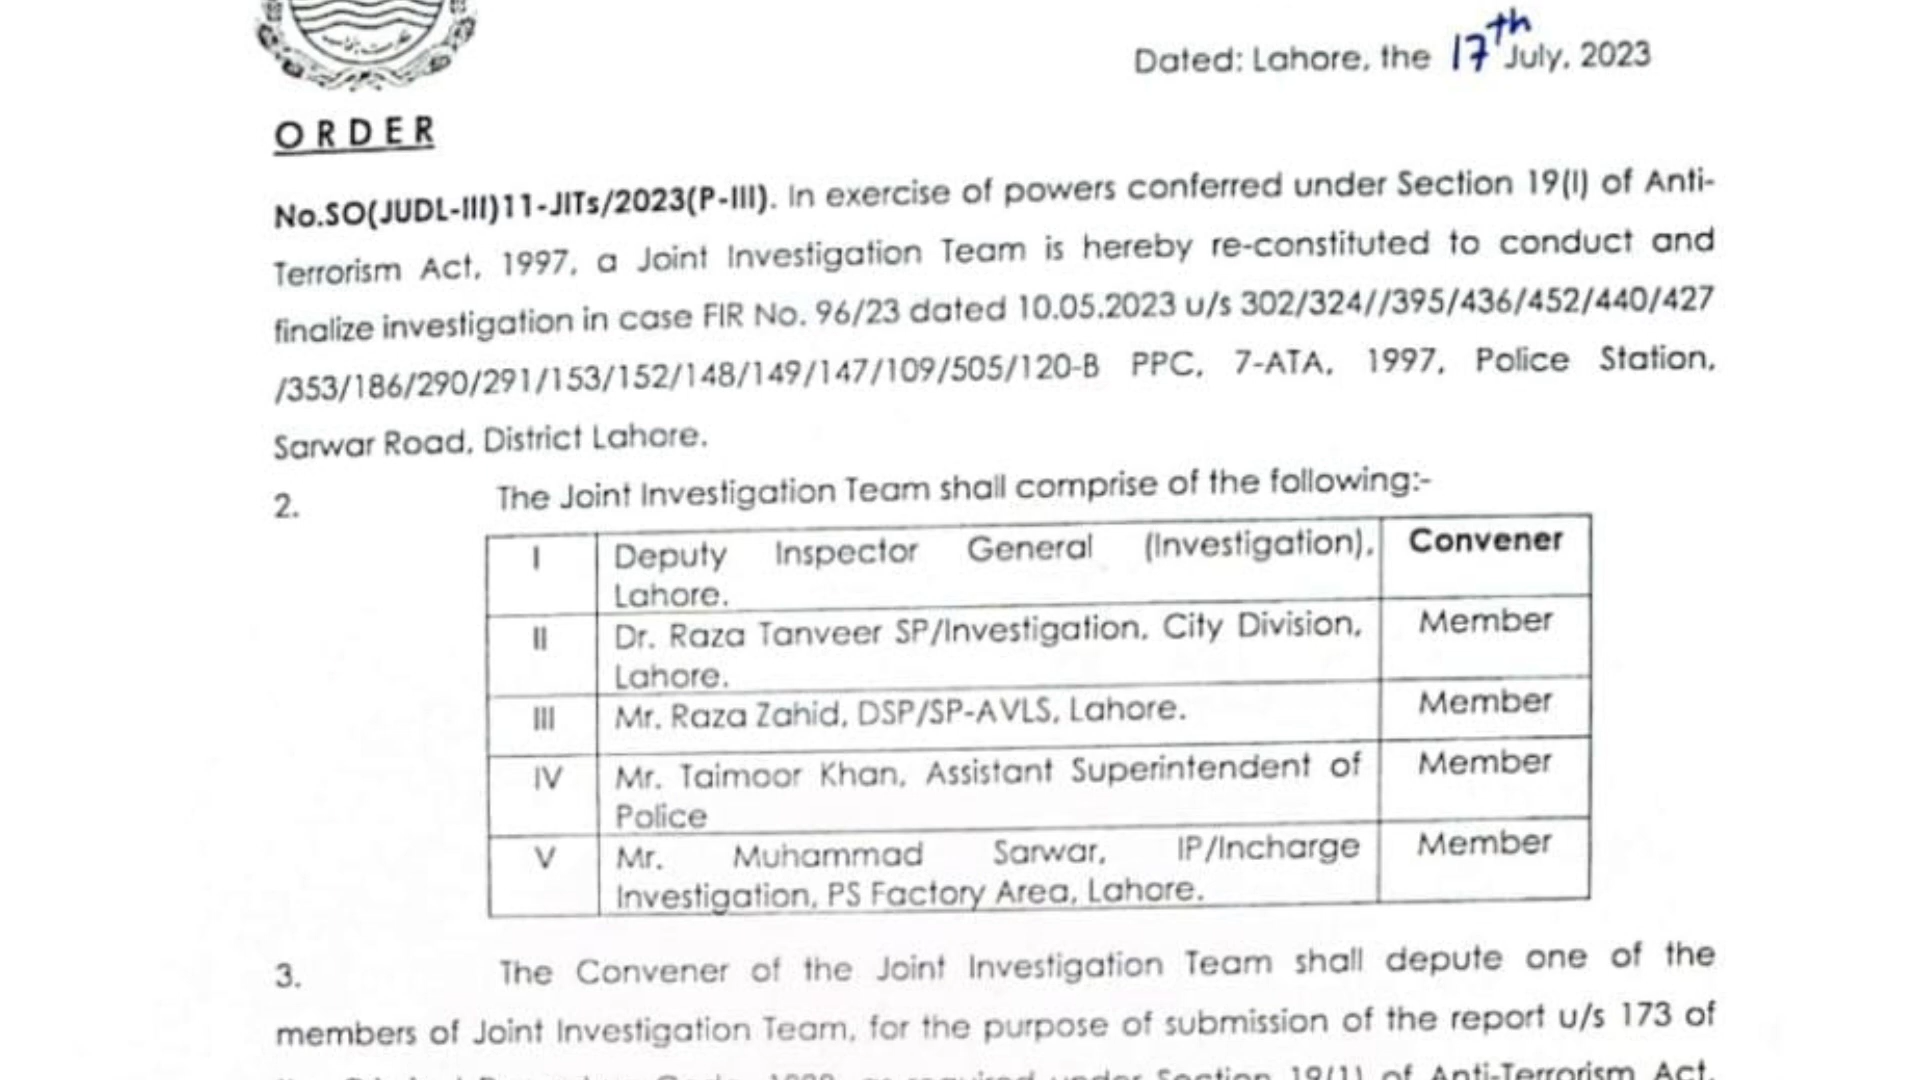 Dated: Lahore, the 17th July, 2023
ORDER
No.SO(JUDL-III)11-JITs/2023(P-III). In exercise of powers conferred under Section 19(I) of Anti-
Terrorism Act, 1997, a Joint Investigation Team is hereby re-constituted to conduct and
finalize investigation in case FIR No. 96/23 dated 10.05.2023 u/s 302/324//395/436/452/440/427
/353/186/290/291/153/152/148/149/147/109/505/120-B PPC, 7-ATA, 1997, Police Station,
Sarwar Road, District Lahore.
2. The Joint Investigation Team shall comprise of the following:-
I Deputy Inspector General (Investigation), Convener
Lahore.
II Dr. Raza Tanveer SP/Investigation, City Division, Member
Lahore.
III Mr. Raza Zahid, DSP/SP-AVLS, Lahore. Member
IV Mr. Taimoor Khan, Assistant Superintendent of Member
Police
V Mr. Muhammad Sarwar, IP/Incharge Member
Investigation, PS Factory Area, Lahore.
3. The Convener of the Joint Investigation Team shall depute one of the
members of Joint Investigation Team, for the purpose of submission of the report u/s 173 of
Section 19(1) of Anti-Terrorism Act,